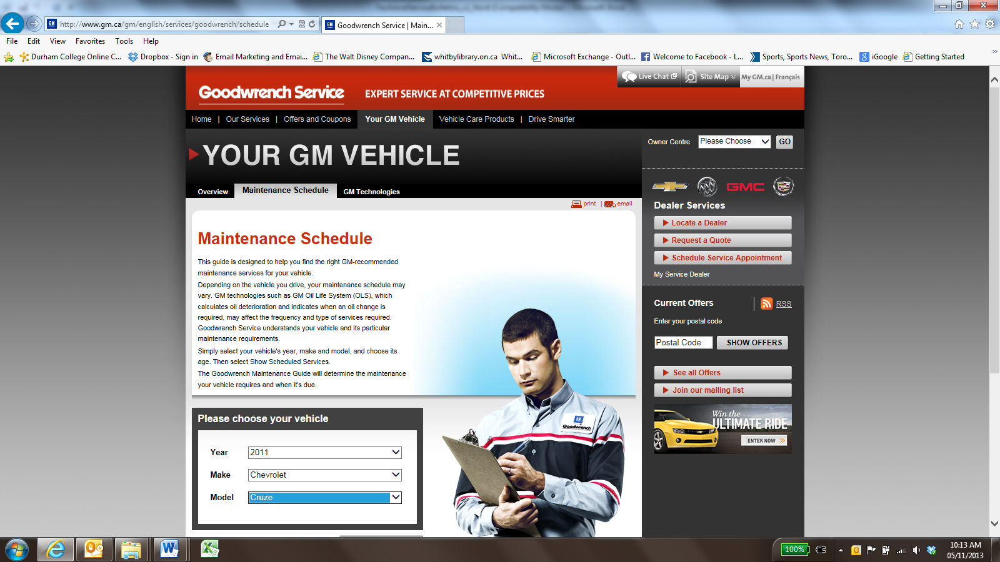 http://www.gm.ca/gm/english/services/goodwrench/schedule
Goodwrench Service | Main...
File Edit View Favorites Tools Help
Durham College Online C... Dropbox - Sign in Email Marketing and Emai... The Walt Disney Compan... whitbylibrary.on.ca Whit... Microsoft Exchange - Outl... Welcome to Facebook - L... Sports, Sports News, Toro... iGoogle Getting Started
Live Chat Site Map My GM.ca | Français
Goodwrench Service EXPERT SERVICE AT COMPETITIVE PRICES
Home | Our Services | Offers and Coupons Your GM Vehicle Vehicle Care Products | Drive Smarter
YOUR GM VEHICLE
Overview Maintenance Schedule GM Technologies
print | email
Maintenance Schedule
This guide is designed to help you find the right GM-recommended
maintenance services for your vehicle.
Depending on the vehicle you drive, your maintenance schedule may
vary. GM technologies such as GM Oil Life System (OLS), which
calculates oil deterioration and indicates when an oil change is
required, may affect the frequency and type of services required.
Goodwrench Service understands your vehicle and its particular
maintenance requirements.
Simply select your vehicle's year, make and model, and choose its
age. Then select Show Scheduled Services.
The Goodwrench Maintenance Guide will determine the maintenance
your vehicle requires and when it's due.
Please choose your vehicle
Year 2011
Make Chevrolet
Model Cruze
GM
Goodwrench
Owner Centre Please Choose GO
GMC
Dealer Services
Locate a Dealer
Request a Quote
Schedule Service Appointment
My Service Dealer
Current Offers RSS
Enter your postal code
Postal Code SHOW OFFERS
See all Offers
Join our mailing list
Win the
ULTIMATE RIDE
ENTER NOW
100% 10:13 AM
05/11/2013